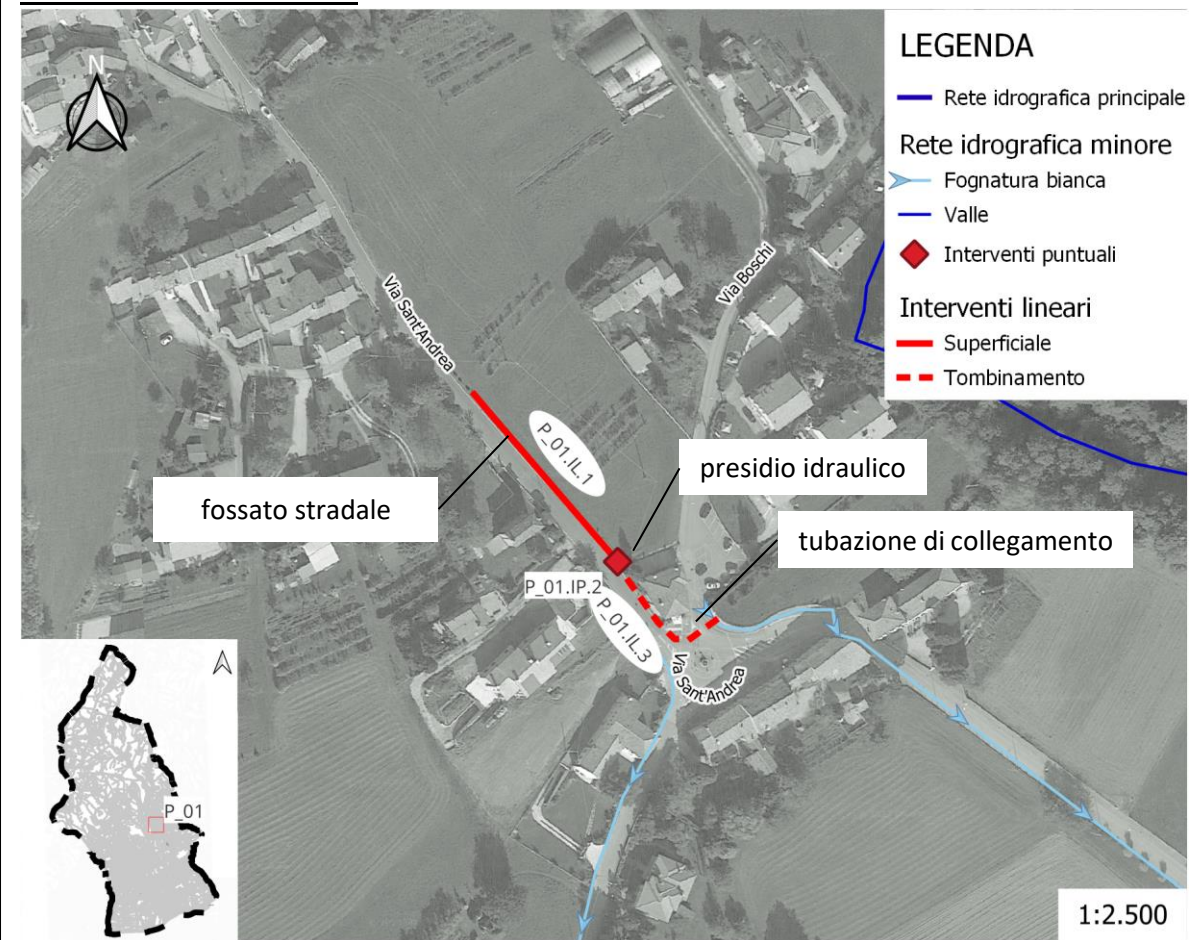 N
LEGENDA
Rete idrografica principale
Rete idrografica minore
Fognatura bianca
Valle
Interventi puntuali
Interventi lineari
Superficiale
Tombinamento
Via Sant'Andrea
Via Boschi
P_01.IL.1
presidio idraulico
fossato stradale
tubazione di collegamento
P_01.IP.2
P_01.IL.3
Via Sant'Andrea
P_01
1:2.500